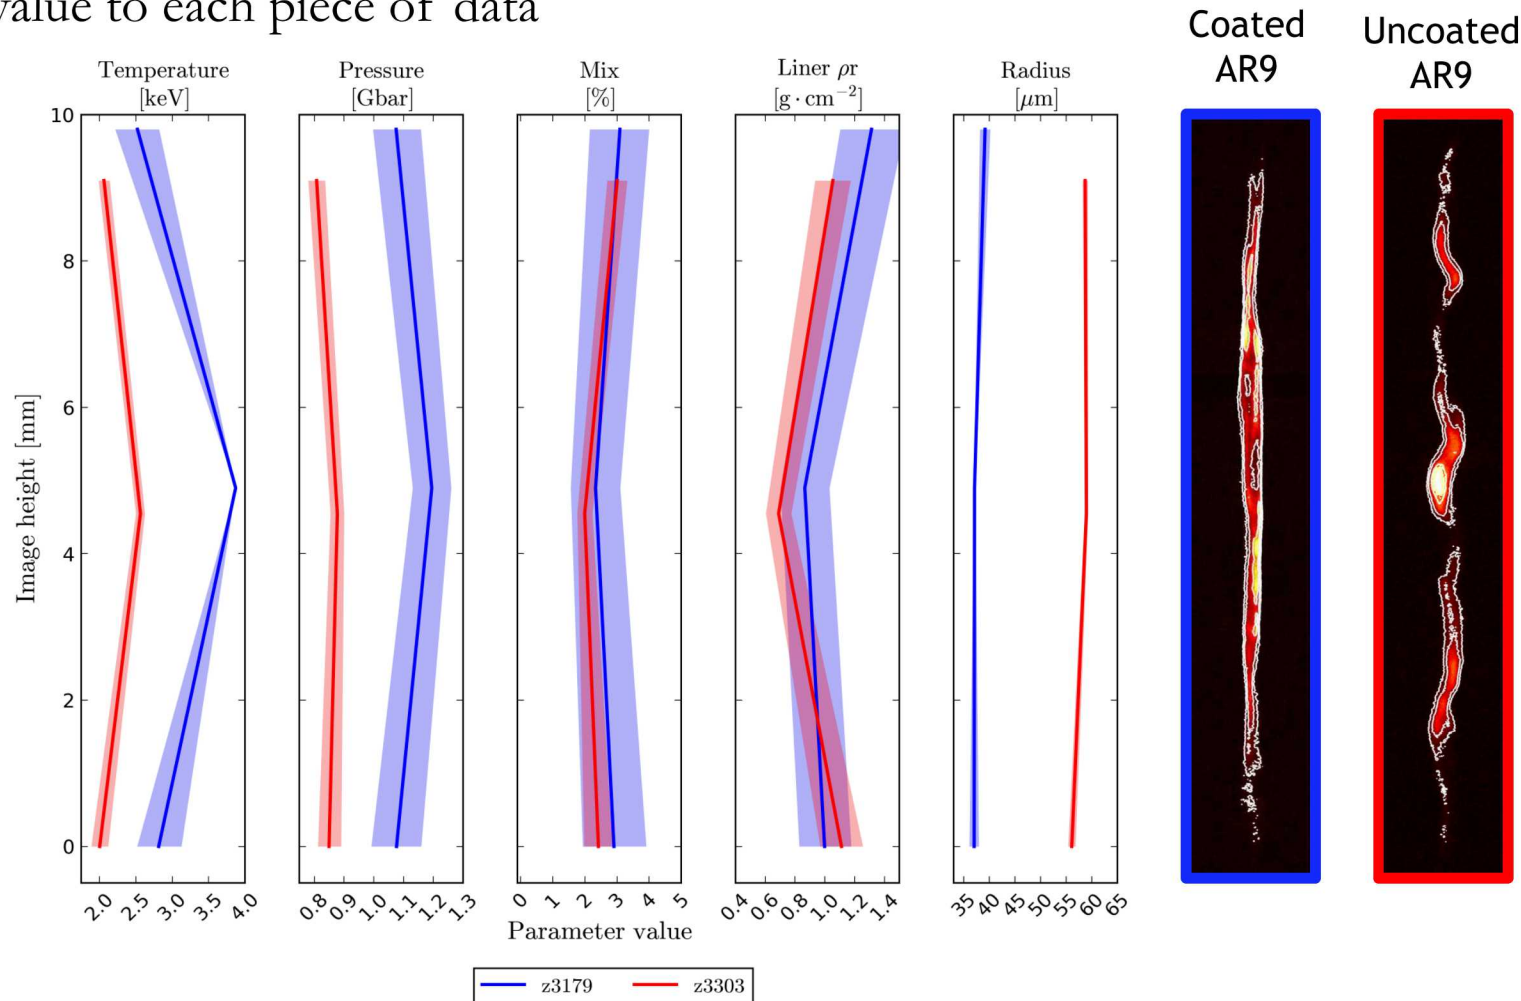 value to each piece of data
Coated
AR9
Uncoated
AR9
Temperature
[keV]
Pressure
[Gbar]
Mix
[%]
Liner ρr
[g · cm⁻²]
Radius
[μm]
Image height [mm]
10
8
6
4
2
0
2.0 2.5 3.0 3.5 4.0
0.8 0.9 1.0 1.1 1.2 1.3
0 1 2 3 4 5
0.4 0.6 0.8 1.0 1.2 1.4
35 40 45 50 55 60 65
Parameter value
z3179 z3303